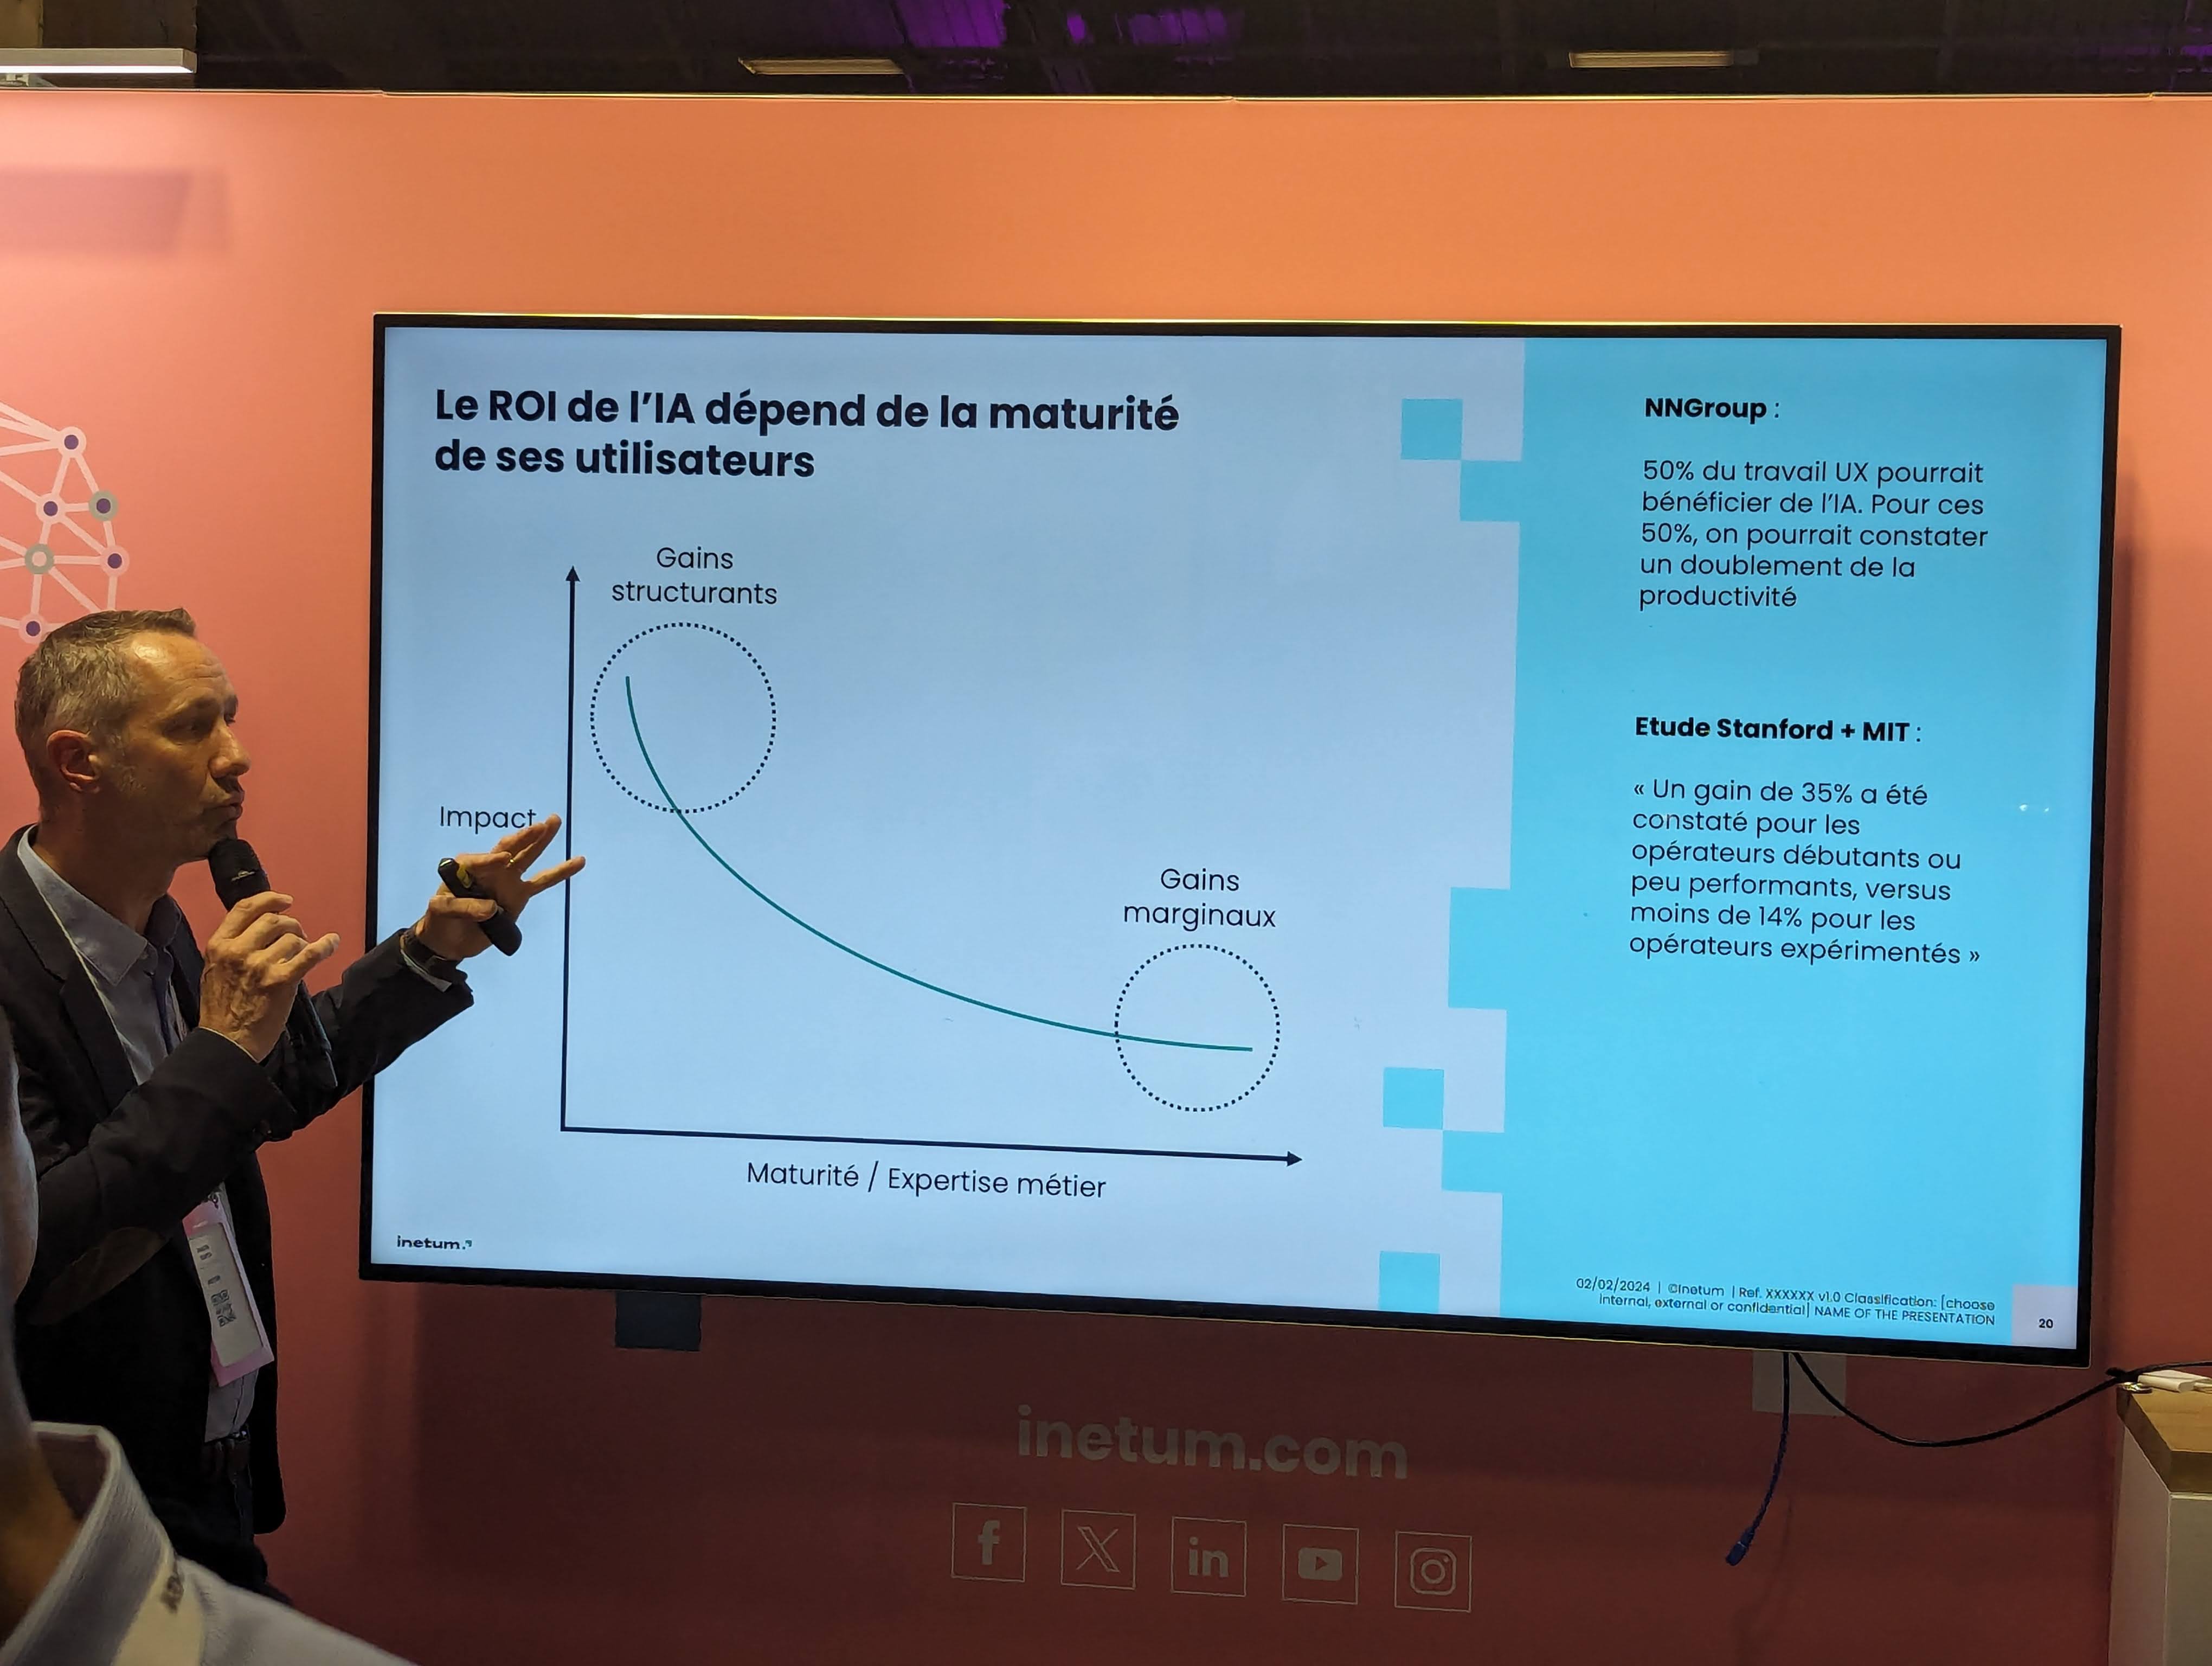 Le ROI de l'IA dépend de la maturité
de ses utilisateurs
Gains
structurants
Impact
Gains
marginaux
Maturité / Expertise métier
inetum.
NNGroup :
50% du travail UX pourrait
bénéficier de l'IA. Pour ces
50%, on pourrait constater
un doublement de la
productivité
Etude Stanford + MIT :
« Un gain de 35% a été
constaté pour les
opérateurs débutants ou
peu performants, versus
moins de 14% pour les
opérateurs expérimentés »
02/02/2024 | ©Inetum | Ref. XXXXXX v1.0 Classification: [choose
internal, external or confidential] NAME OF THE PRESENTATION
20
inetum.com
f
X
in